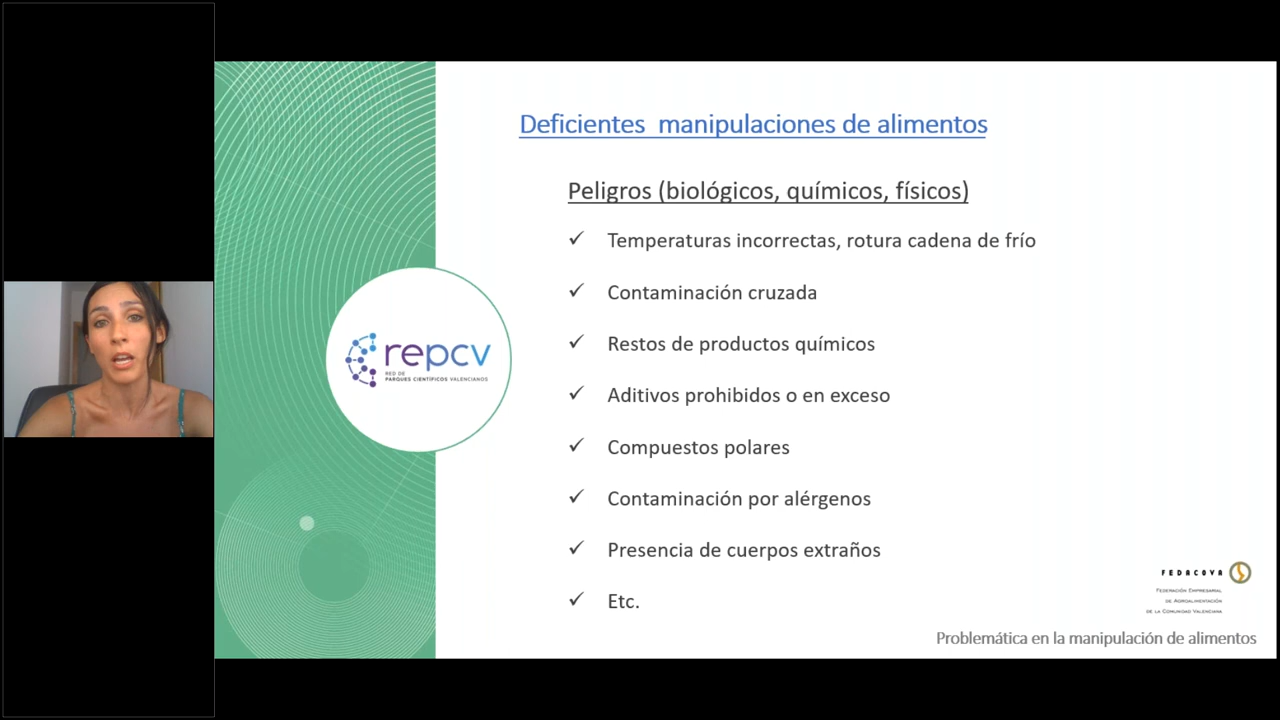 Deficientes manipulaciones de alimentos
Peligros (biológicos, químicos, físicos)
✓ Temperaturas incorrectas, rotura cadena de frío
✓ Contaminación cruzada
✓ Restos de productos químicos
✓ Aditivos prohibidos o en exceso
✓ Compuestos polares
✓ Contaminación por alérgenos
✓ Presencia de cuerpos extraños
✓ Etc.
repcv
RED DE
PARQUES CIENTÍFICOS VALENCIANOS
FEDACOVA
FEDERACIÓN EMPRESARIAL
DE AGROALIMENTACIÓN
DE LA COMUNIDAD VALENCIANA
Problemática en la manipulación de alimentos